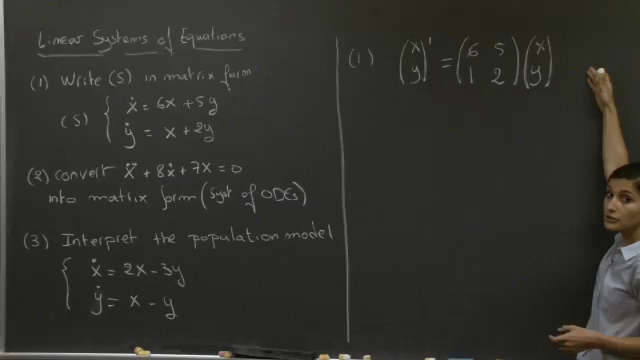 Linear Systems of Equations
(1) Write (S) in matrix form
(S) { ẋ = 6x + 5y
ẏ = x + 2y
(2) convert ẍ + 8ẋ + 7x = 0
into matrix form (syst of ODEs)
(3) Interpret the population model
{ ẋ = 2x - 3y
ẏ = x - y
(1) (x y)' = (6 5 1 2)(x y)